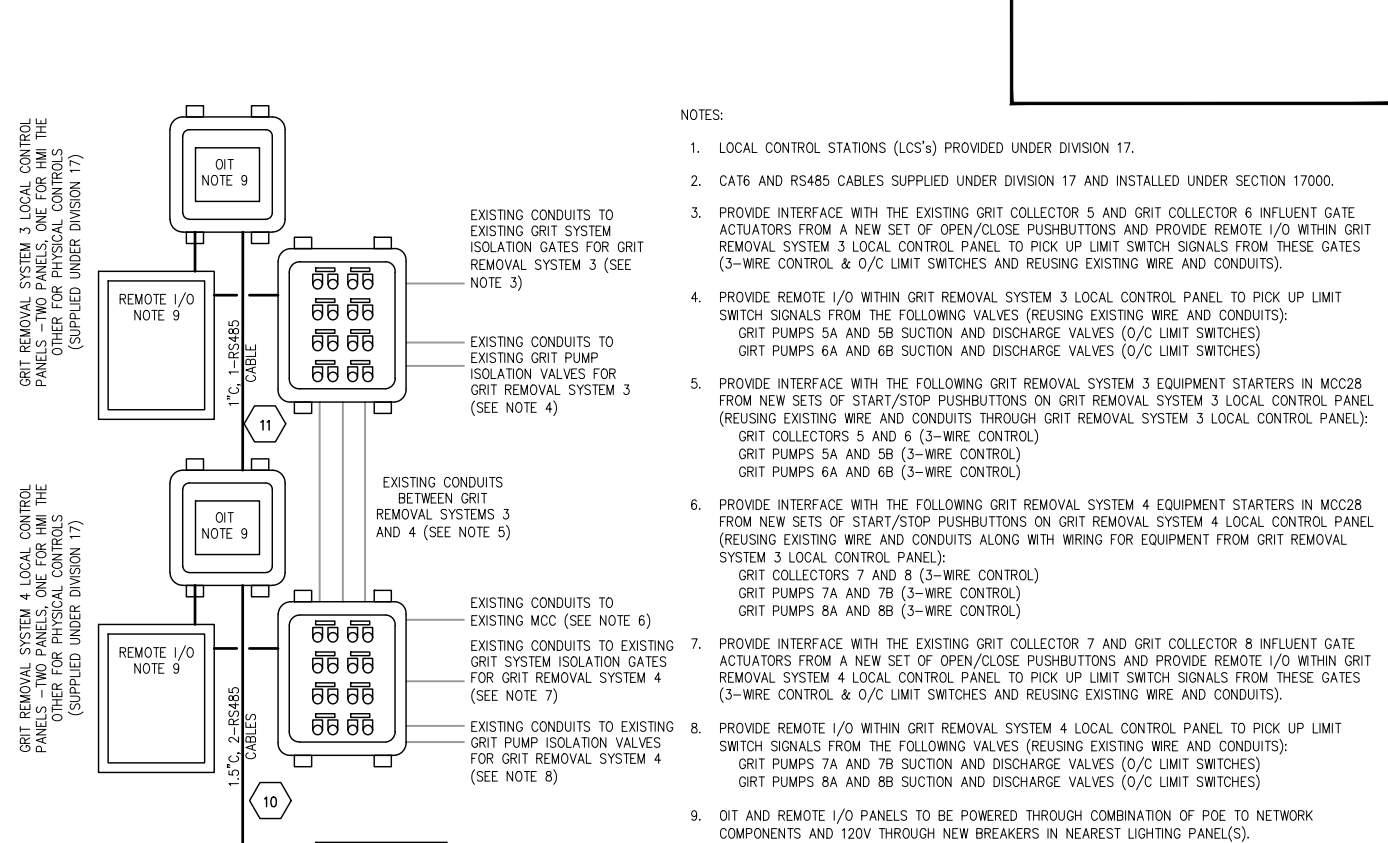 GRIT REMOVAL SYSTEM 3 LOCAL CONTROL
PANELS -TWO PANELS, ONE FOR HMI THE
OTHER FOR PHYSICAL CONTROLS
(SUPPLIED UNDER DIVISION 17)
OIT
NOTE 9
REMOTE I/O
NOTE 9
1"C, 1-RS485
CABLE
11
EXISTING CONDUITS TO
EXISTING GRIT SYSTEM
ISOLATION GATES FOR GRIT
REMOVAL SYSTEM 3 (SEE
NOTE 3)
EXISTING CONDUITS TO
EXISTING GRIT PUMP
ISOLATION VALVES FOR
GRIT REMOVAL SYSTEM 3
(SEE NOTE 4)
EXISTING CONDUITS
BETWEEN GRIT
REMOVAL SYSTEMS 3
AND 4 (SEE NOTE 5)
GRIT REMOVAL SYSTEM 4 LOCAL CONTROL
PANELS -TWO PANELS, ONE FOR HMI THE
OTHER FOR PHYSICAL CONTROLS
(SUPPLIED UNDER DIVISION 17)
OIT
NOTE 9
REMOTE I/O
NOTE 9
1.5"C, 2-RS485
CABLES
10
EXISTING CONDUITS TO
EXISTING MCC (SEE NOTE 6)
EXISTING CONDUITS TO EXISTING
GRIT SYSTEM ISOLATION GATES
FOR GRIT REMOVAL SYSTEM 4
(SEE NOTE 7)
EXISTING CONDUITS TO EXISTING
GRIT PUMP ISOLATION VALVES
FOR GRIT REMOVAL SYSTEM 4
(SEE NOTE 8)
NOTES:
1. LOCAL CONTROL STATIONS (LCS's) PROVIDED UNDER DIVISION 17.
2. CAT6 AND RS485 CABLES SUPPLIED UNDER DIVISION 17 AND INSTALLED UNDER SECTION 17000.
3. PROVIDE INTERFACE WITH THE EXISTING GRIT COLLECTOR 5 AND GRIT COLLECTOR 6 INFLUENT GATE
ACTUATORS FROM A NEW SET OF OPEN/CLOSE PUSHBUTTONS AND PROVIDE REMOTE I/O WITHIN GRIT
REMOVAL SYSTEM 3 LOCAL CONTROL PANEL TO PICK UP LIMIT SWITCH SIGNALS FROM THESE GATES
(3-WIRE CONTROL & O/C LIMIT SWITCHES AND REUSING EXISTING WIRE AND CONDUITS).
4. PROVIDE REMOTE I/O WITHIN GRIT REMOVAL SYSTEM 3 LOCAL CONTROL PANEL TO PICK UP LIMIT
SWITCH SIGNALS FROM THE FOLLOWING VALVES (REUSING EXISTING WIRE AND CONDUITS):
GRIT PUMPS 5A AND 5B SUCTION AND DISCHARGE VALVES (O/C LIMIT SWITCHES)
GIRT PUMPS 6A AND 6B SUCTION AND DISCHARGE VALVES (O/C LIMIT SWITCHES)
5. PROVIDE INTERFACE WITH THE FOLLOWING GRIT REMOVAL SYSTEM 3 EQUIPMENT STARTERS IN MCC28
FROM NEW SETS OF START/STOP PUSHBUTTONS ON GRIT REMOVAL SYSTEM 3 LOCAL CONTROL PANEL
(REUSING EXISTING WIRE AND CONDUITS THROUGH GRIT REMOVAL SYSTEM 3 LOCAL CONTROL PANEL):
GRIT COLLECTORS 5 AND 6 (3-WIRE CONTROL)
GRIT PUMPS 5A AND 5B (3-WIRE CONTROL)
GRIT PUMPS 6A AND 6B (3-WIRE CONTROL)
6. PROVIDE INTERFACE WITH THE FOLLOWING GRIT REMOVAL SYSTEM 4 EQUIPMENT STARTERS IN MCC28
FROM NEW SETS OF START/STOP PUSHBUTTONS ON GRIT REMOVAL SYSTEM 4 LOCAL CONTROL PANEL
(REUSING EXISTING WIRE AND CONDUITS ALONG WITH WIRING FOR EQUIPMENT FROM GRIT REMOVAL
SYSTEM 3 LOCAL CONTROL PANEL):
GRIT COLLECTORS 7 AND 8 (3-WIRE CONTROL)
GRIT PUMPS 7A AND 7B (3-WIRE CONTROL)
GRIT PUMPS 8A AND 8B (3-WIRE CONTROL)
7. PROVIDE INTERFACE WITH THE EXISTING GRIT COLLECTOR 7 AND GRIT COLLECTOR 8 INFLUENT GATE
ACTUATORS FROM A NEW SET OF OPEN/CLOSE PUSHBUTTONS AND PROVIDE REMOTE I/O WITHIN GRIT
REMOVAL SYSTEM 4 LOCAL CONTROL PANEL TO PICK UP LIMIT SWITCH SIGNALS FROM THESE GATES
(3-WIRE CONTROL & O/C LIMIT SWITCHES AND REUSING EXISTING WIRE AND CONDUITS).
8. PROVIDE REMOTE I/O WITHIN GRIT REMOVAL SYSTEM 4 LOCAL CONTROL PANEL TO PICK UP LIMIT
SWITCH SIGNALS FROM THE FOLLOWING VALVES (REUSING EXISTING WIRE AND CONDUITS):
GRIT PUMPS 7A AND 7B SUCTION AND DISCHARGE VALVES (O/C LIMIT SWITCHES)
GIRT PUMPS 8A AND 8B SUCTION AND DISCHARGE VALVES (O/C LIMIT SWITCHES)
9. OIT AND REMOTE I/O PANELS TO BE POWERED THROUGH COMBINATION OF POE TO NETWORK
COMPONENTS AND 120V THROUGH NEW BREAKERS IN NEAREST LIGHTING PANEL(S).